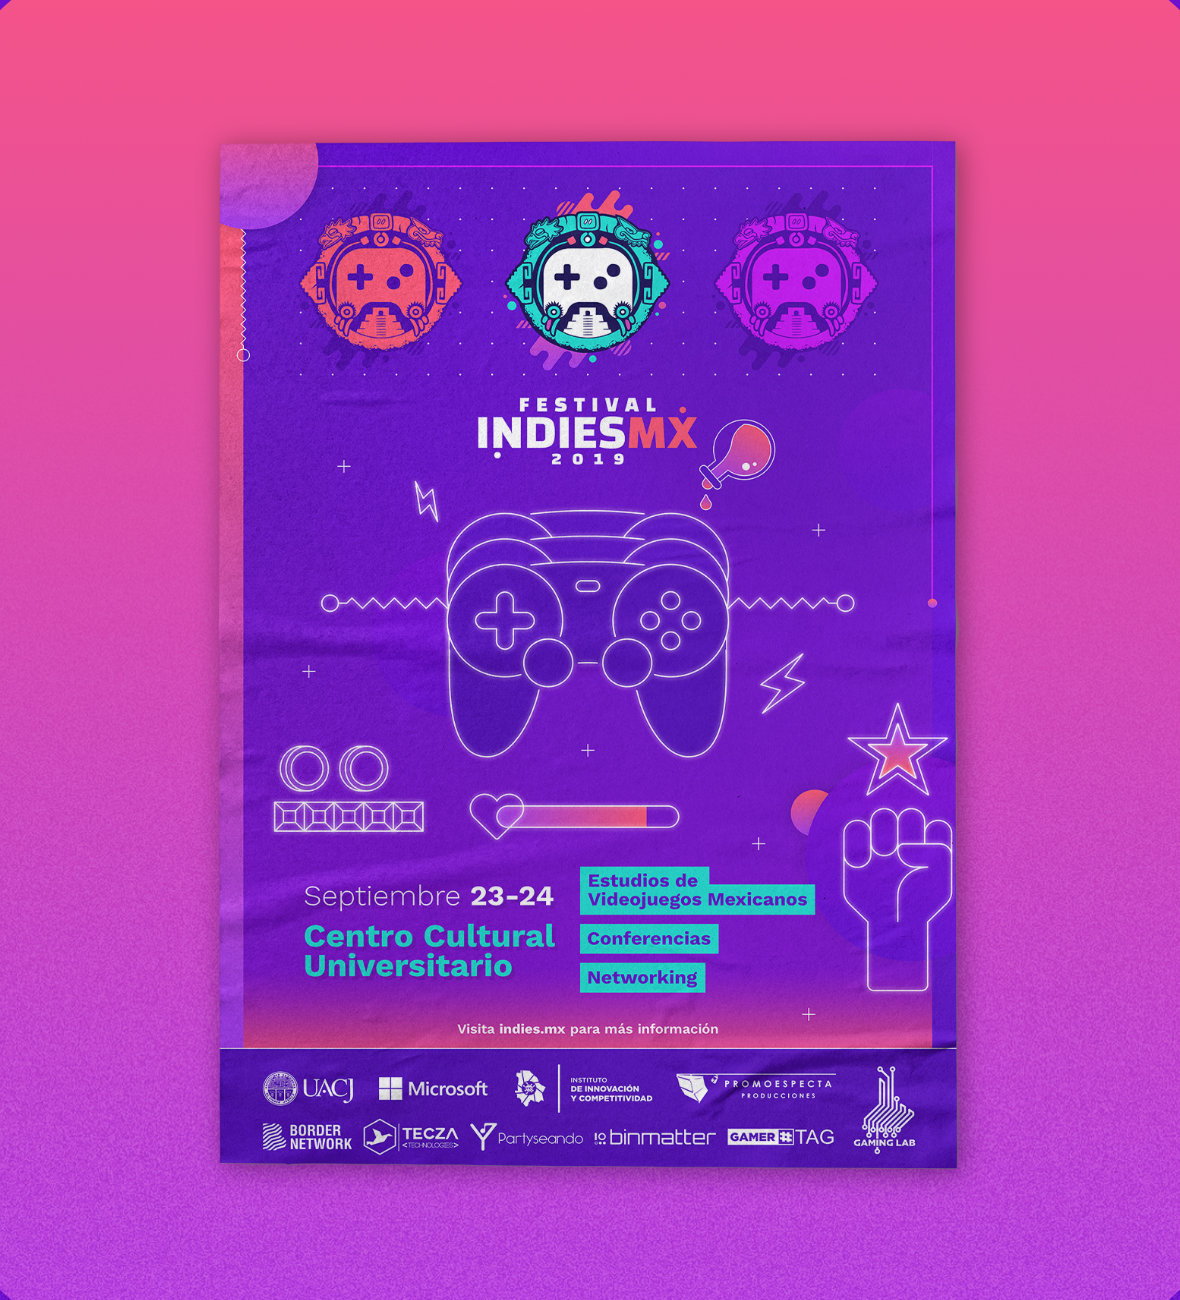 FESTIVAL
INDIESMX
2019
Septiembre 23-24
Centro Cultural
Universitario
Estudios de
Videojuegos Mexicanos
Conferencias
Networking
Visita indies.mx para más información
UACJ
Microsoft
INSTITUTO
DE INNOVACIÓN
Y COMPETITIVIDAD
PROMOESPECTA
PRODUCCIONES
BORDER
NETWORK
TECZA
<TECHNOLOGIES>
Partyseando
binmatter
GAMER#TAG
GAMING LAB